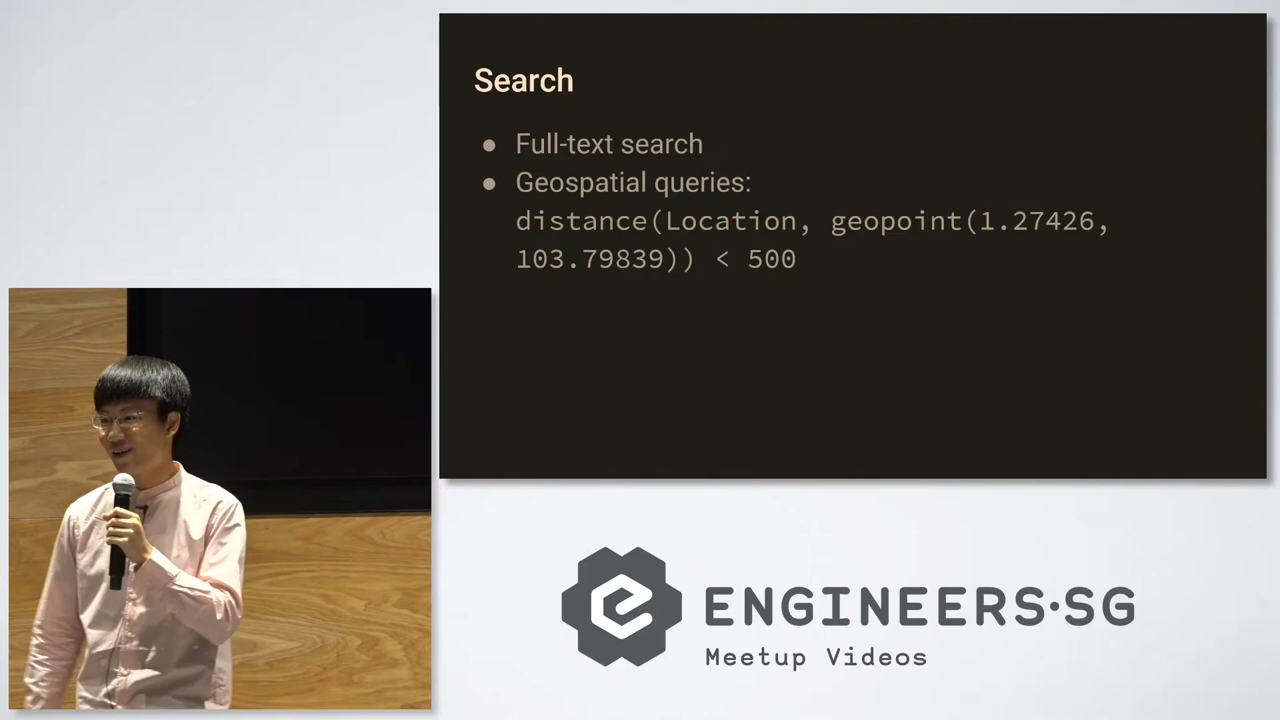 Search
● Full-text search
● Geospatial queries:
distance(Location, geopoint(1.27426,
103.79839)) < 500
ENGINEERS·SG
Meetup Videos